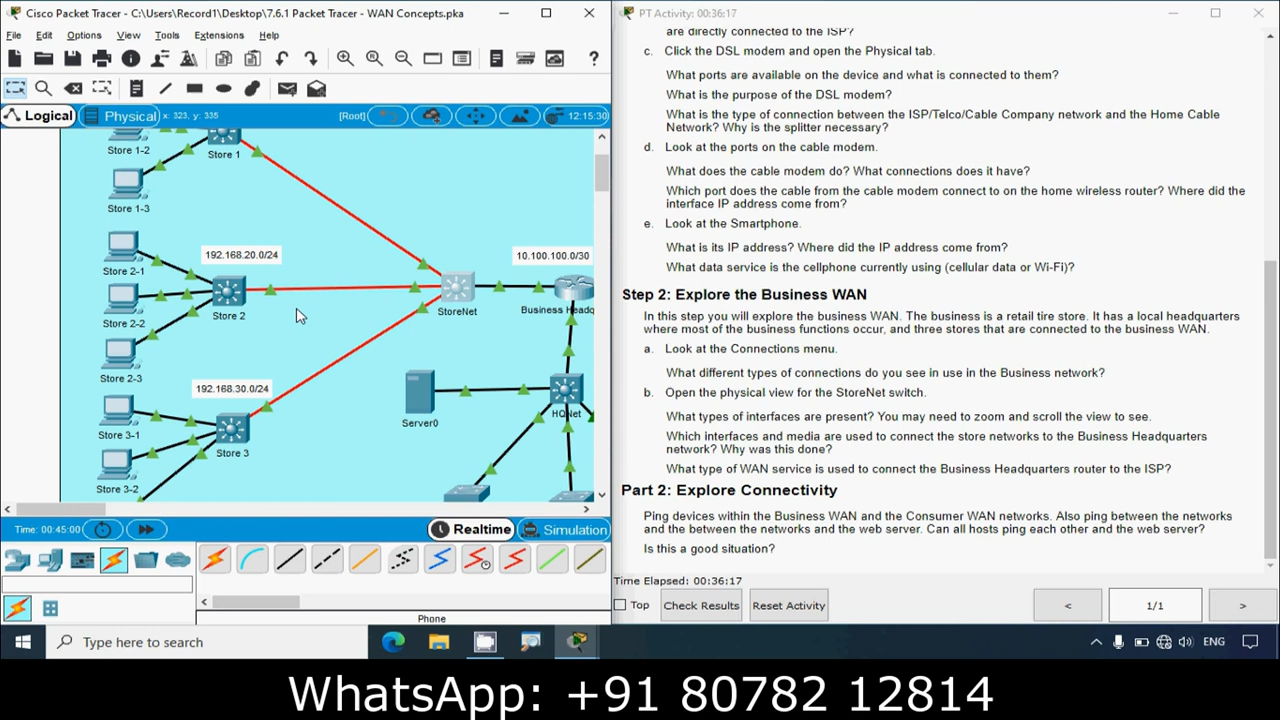 Cisco Packet Tracer - C:\Users\Record1\Desktop\7.6.1 Packet Tracer - WAN Concepts.pka
File Edit Options View Tools Extensions Help
Logical Physical x: 323, y: 335 [Root] 12:15:30
Store 1-2
Store 1
Store 1-3
192.168.20.0/24
10.100.100.0/30
Store 2-1
Store 2
StoreNet
Business Headq
Store 2-2
Store 2-3
192.168.30.0/24
Server0
HQNet
Store 3-1
Store 3
Store 3-2
Time: 00:45:00
Realtime
Simulation
Phone
PT Activity: 00:36:17
are directly connected to the ISP?
c. Click the DSL modem and open the Physical tab.
What ports are available on the device and what is connected to them?
What is the purpose of the DSL modem?
What is the type of connection between the ISP/Telco/Cable Company network and the Home Cable
Network? Why is the splitter necessary?
d. Look at the ports on the cable modem.
What does the cable modem do? What connections does it have?
Which port does the cable from the cable modem connect to on the home wireless router? Where did the
interface IP address come from?
e. Look at the Smartphone.
What is its IP address? Where did the IP address come from?
What data service is the cellphone currently using (cellular data or Wi-Fi)?
Step 2: Explore the Business WAN
In this step you will explore the business WAN. The business is a retail tire store. It has a local headquarters
where most of the business functions occur, and three stores that are connected to the business WAN.
a. Look at the Connections menu.
What different types of connections do you see in use in the Business network?
b. Open the physical view for the StoreNet switch.
What types of interfaces are present? You may need to zoom and scroll the view to see.
Which interfaces and media are used to connect the store networks to the Business Headquarters
network? Why was this done?
What type of WAN service is used to connect the Business Headquarters router to the ISP?
Part 2: Explore Connectivity
Ping devices within the Business WAN and the Consumer WAN networks. Also ping between the networks
and the between the networks and the web server. Can all hosts ping each other and the web server?
Is this a good situation?
Time Elapsed: 00:36:17
Top Check Results Reset Activity < 1/1 >
Type here to search
ENG
WhatsApp: +91 80782 12814